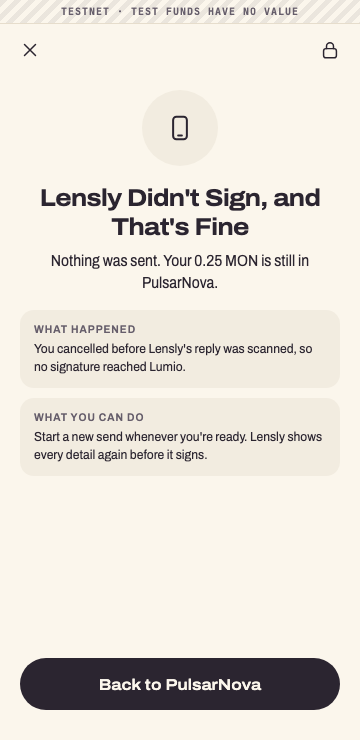 TESTNET · TEST FUNDS HAVE NO VALUE
Lensly Didn't Sign, and
That's Fine
Nothing was sent. Your 0.25 MON is still in
PulsarNova.
WHAT HAPPENED
You cancelled before Lensly's reply was scanned, so
no signature reached Lumio.
WHAT YOU CAN DO
Start a new send whenever you're ready. Lensly shows
every detail again before it signs.
Back to PulsarNova